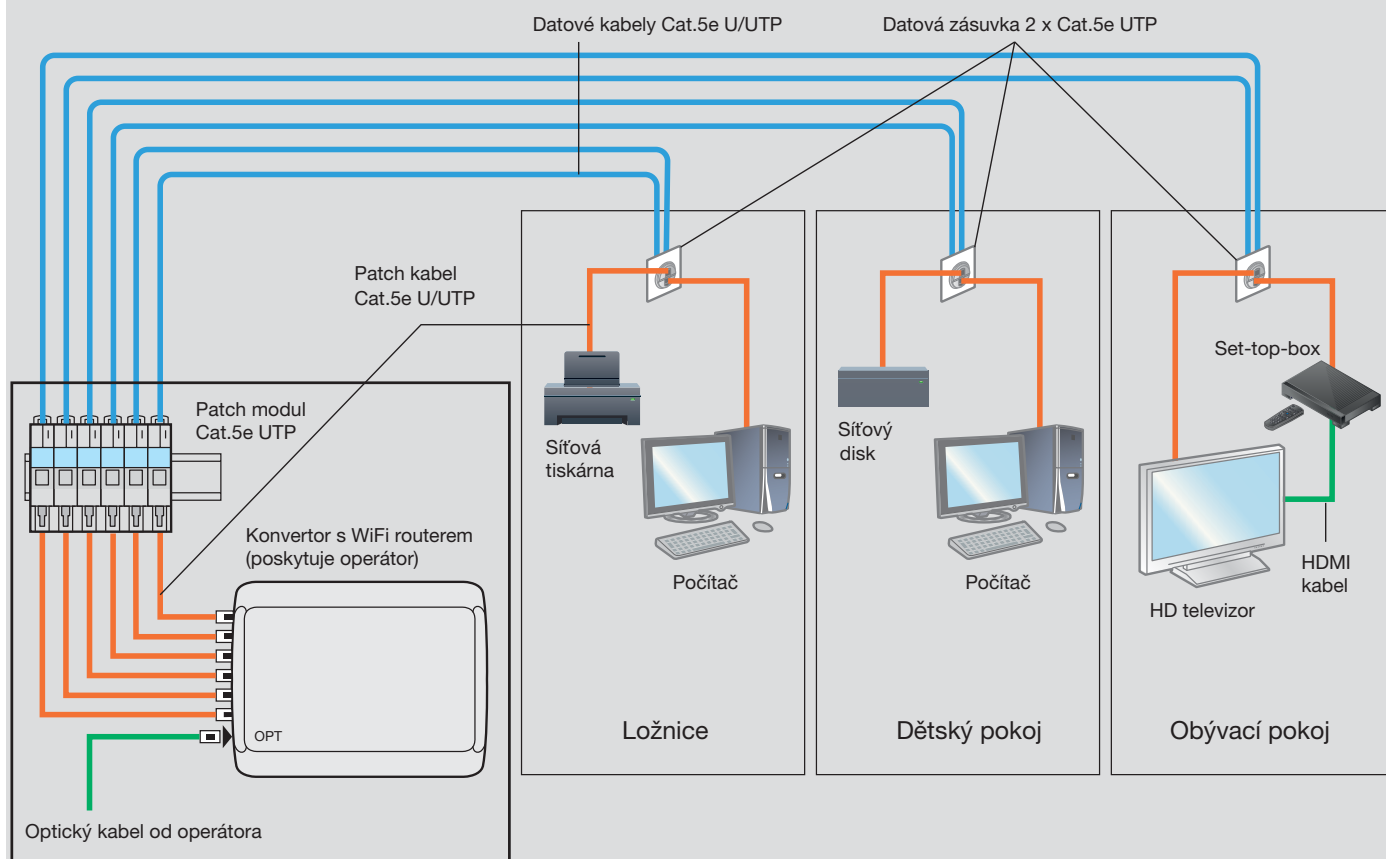 Datové kabely Cat.5e U/UTP
Datová zásuvka 2 x Cat.5e UTP
Patch kabel
Cat.5e U/UTP
Set-top-box
Patch modul
Cat.5e UTP
Síťová
tiskárna
Síťový
disk
Konvertor s WiFi routerem
(poskytuje operátor)
Počítač
Počítač
HDMI
kabel
HD televizor
OPT
Ložnice
Dětský pokoj
Obývací pokoj
Optický kabel od operátora